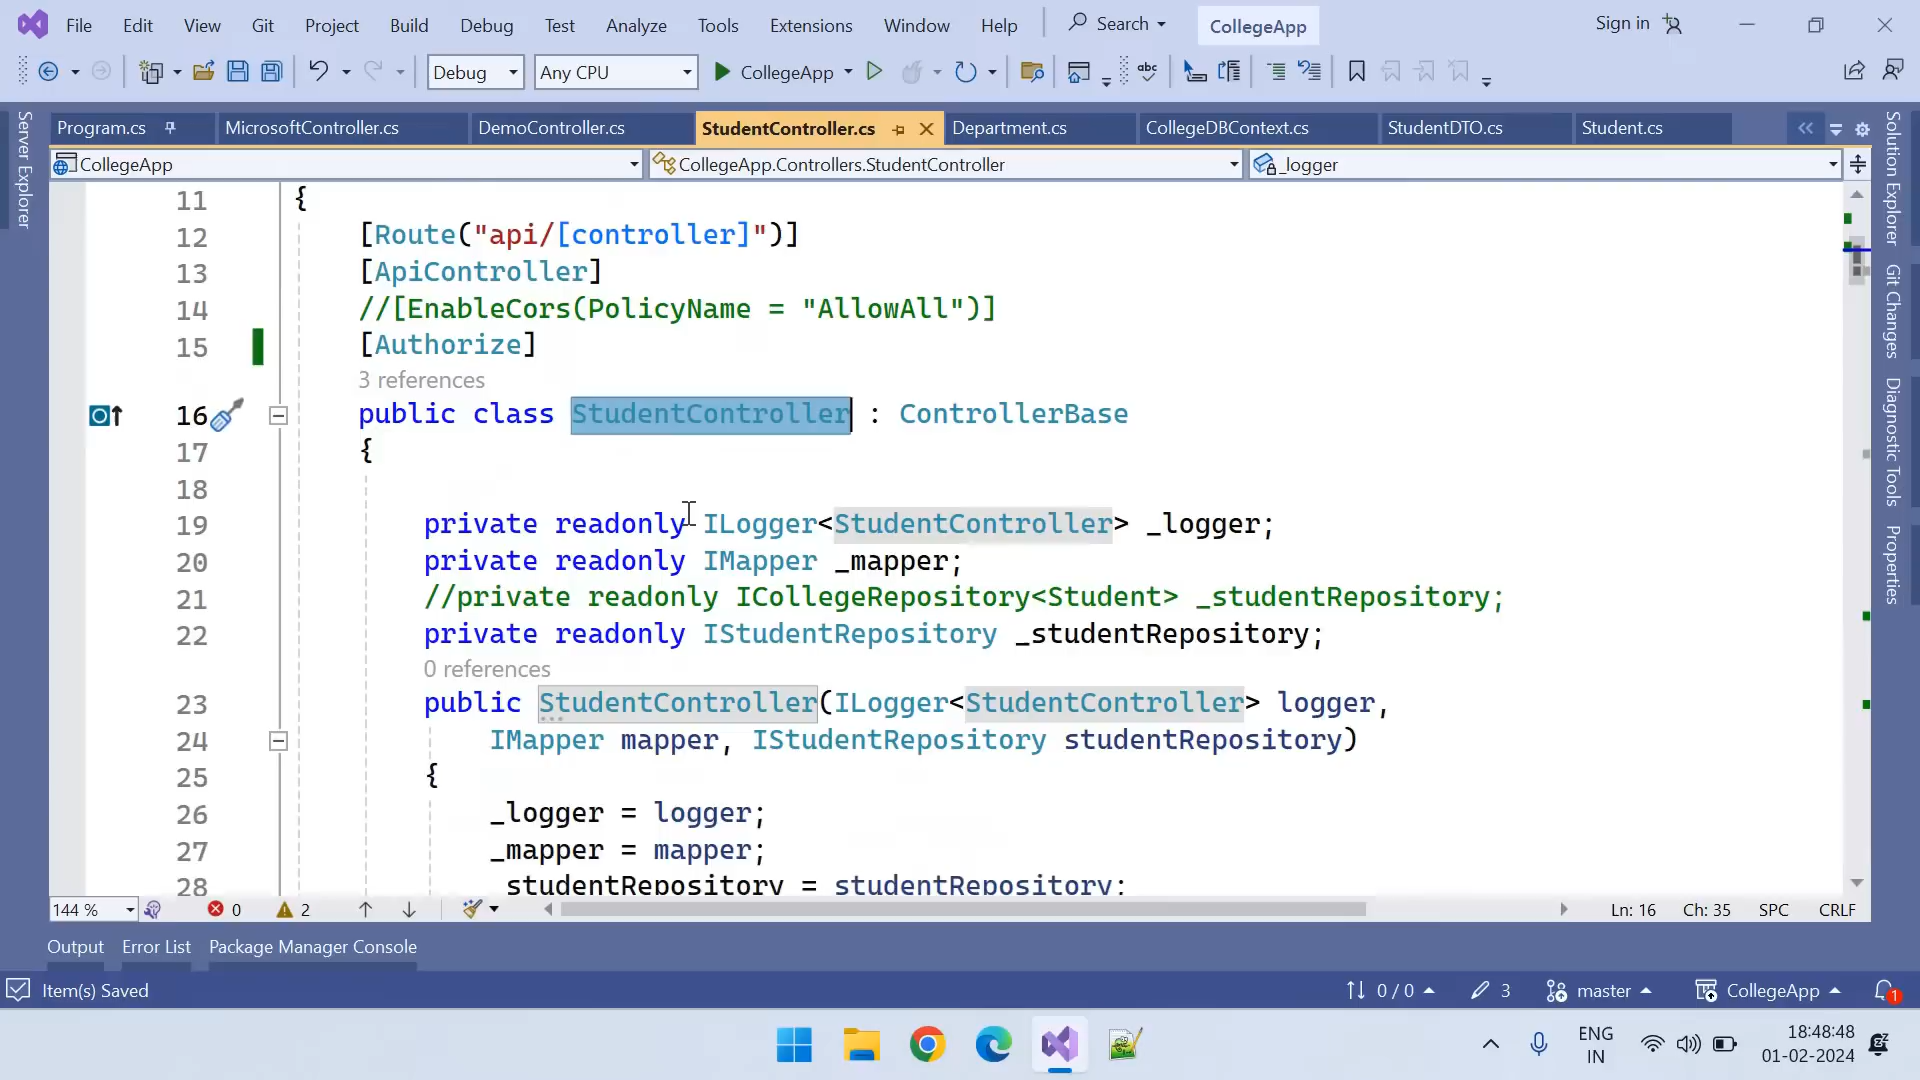 File Edit View Git Project Build Debug Test Analyze Tools Extensions Window Help Search CollegeApp Sign in
Debug Any CPU CollegeApp abc
Program.cs MicrosoftController.cs DemoController.cs StudentController.cs Department.cs CollegeDBContext.cs StudentDTO.cs Student.cs
CollegeApp CollegeApp.Controllers.StudentController _logger
Server Explorer
Solution Explorer
Git Changes
Diagnostic Tools
Properties
11 {
12 [Route("api/[controller]")]
13 [ApiController]
14 //[EnableCors(PolicyName = "AllowAll")]
15 [Authorize]
3 references
16 public class StudentController : ControllerBase
17 {
18
19 private readonly ILogger<StudentController> _logger;
20 private readonly IMapper _mapper;
21 //private readonly ICollegeRepository<Student> _studentRepository;
22 private readonly IStudentRepository _studentRepository;
0 references
23 public StudentController(ILogger<StudentController> logger,
24 IMapper mapper, IStudentRepository studentRepository)
25 {
26 _logger = logger;
27 _mapper = mapper;
28 _studentRepository = studentRepository;
144 % 0 2 Ln: 16 Ch: 35 SPC CRLF
Output Error List Package Manager Console
Item(s) Saved 0 / 0 3 master CollegeApp 1
ENG 18:48:48
IN 01-02-2024